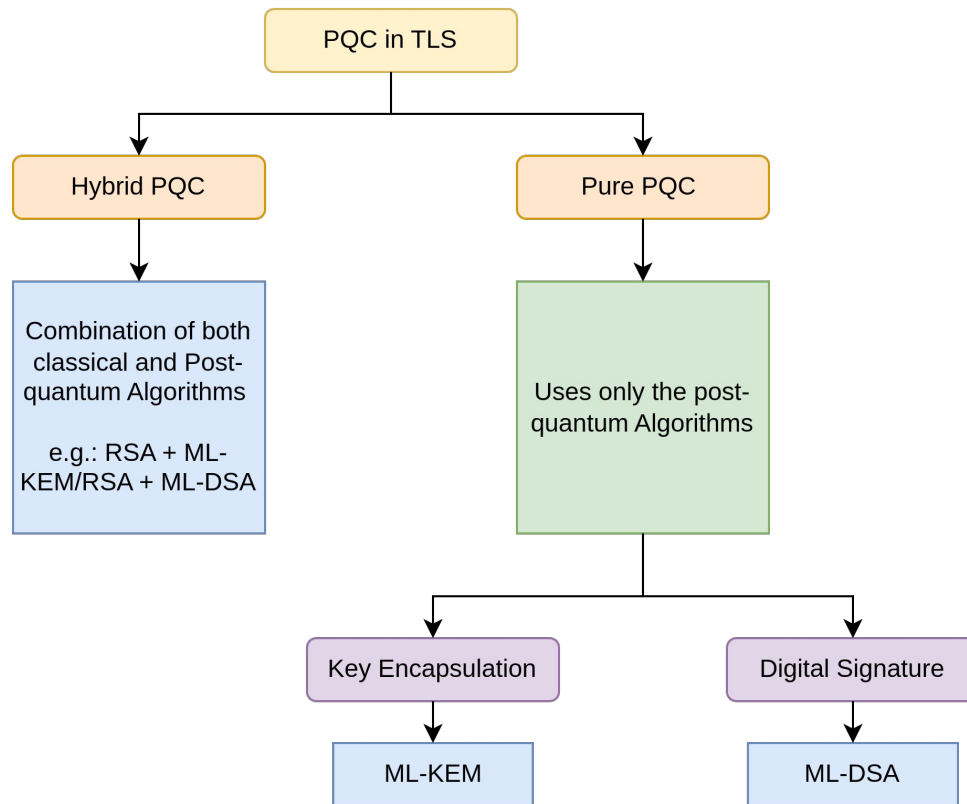 PQC in TLS
Hybrid PQC
Pure PQC
Combination of both
classical and Post-
quantum Algorithms
e.g.: RSA + ML-
KEM/RSA + ML-DSA
Uses only the post-
quantum Algorithms
Key Encapsulation
Digital Signature
ML-KEM
ML-DSA